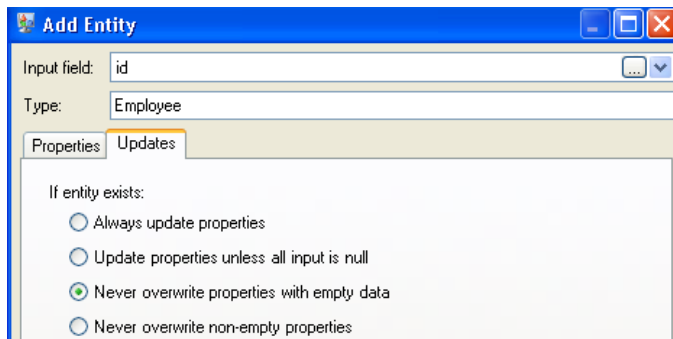 Add Entity
Input field: id ...
Type: Employee
Properties Updates
If entity exists:
Always update properties
Update properties unless all input is null
Never overwrite properties with empty data
Never overwrite non-empty properties